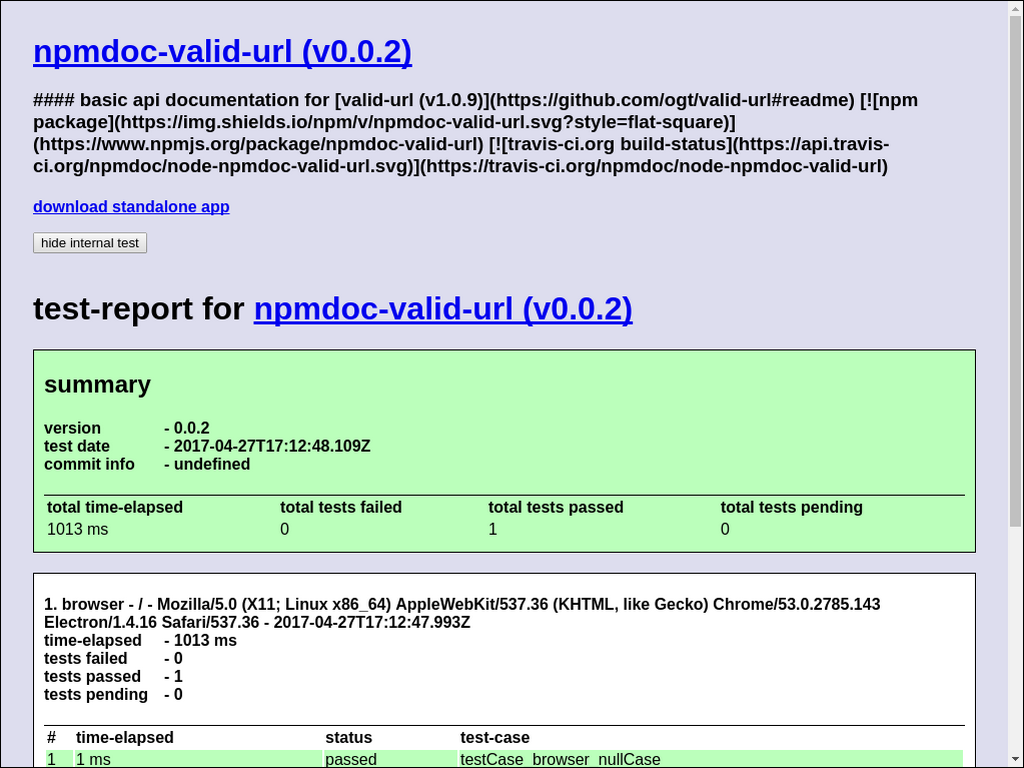 npmdoc-valid-url (v0.0.2)
#### basic api documentation for [valid-url (v1.0.9)](https://github.com/ogt/valid-url#readme) [![npm
package](https://img.shields.io/npm/v/npmdoc-valid-url.svg?style=flat-square)]
(https://www.npmjs.org/package/npmdoc-valid-url) [![travis-ci.org build-status](https://api.travis-
ci.org/npmdoc/node-npmdoc-valid-url.svg)](https://travis-ci.org/npmdoc/node-npmdoc-valid-url)
download standalone app
hide internal test
test-report for npmdoc-valid-url (v0.0.2)
summary
version - 0.0.2
test date - 2017-04-27T17:12:48.109Z
commit info - undefined
total time-elapsed total tests failed total tests passed total tests pending
1013 ms 0 1 0
1. browser - / - Mozilla/5.0 (X11; Linux x86_64) AppleWebKit/537.36 (KHTML, like Gecko) Chrome/53.0.2785.143
Electron/1.4.16 Safari/537.36 - 2017-04-27T17:12:47.993Z
time-elapsed - 1013 ms
tests failed - 0
tests passed - 1
tests pending - 0
# time-elapsed status test-case
1 1 ms passed testCase_browser_nullCase